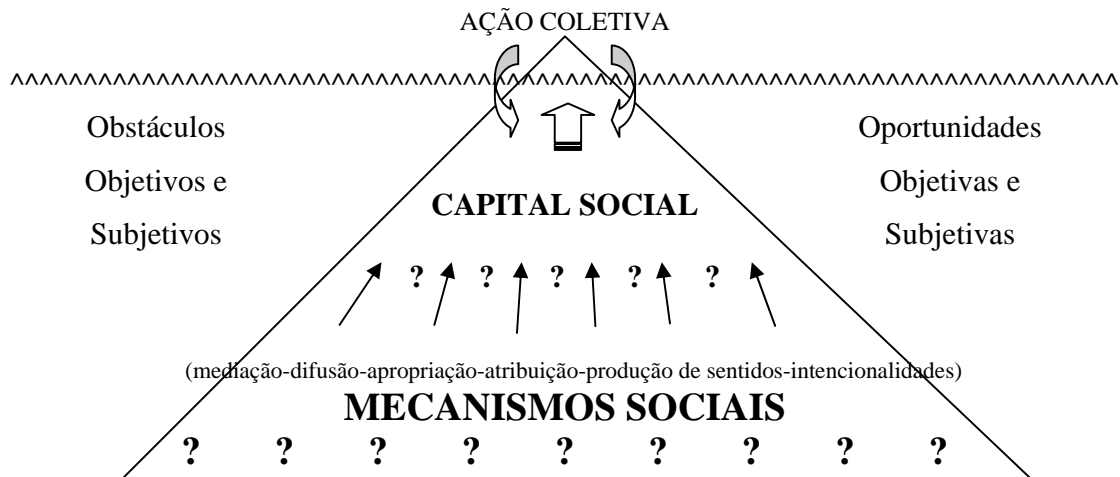 AÇÃO COLETIVA
^^^^^^^^^^^^^^^^^^^^^^^^^^^^^^^^^^^^^^^^^^^^^^^^^^^^^^^^^^^^^^^^^^^^^^^^^^^
Obstáculos
Objetivos e
Subjetivos
Oportunidades
Objetivas e
Subjetivas
CAPITAL SOCIAL
? ? ? ? ?
(mediação-difusão-apropriação-atribuição-produção de sentidos-intencionalidades)
MECANISMOS SOCIAIS
? ? ? ? ? ? ? ? ?